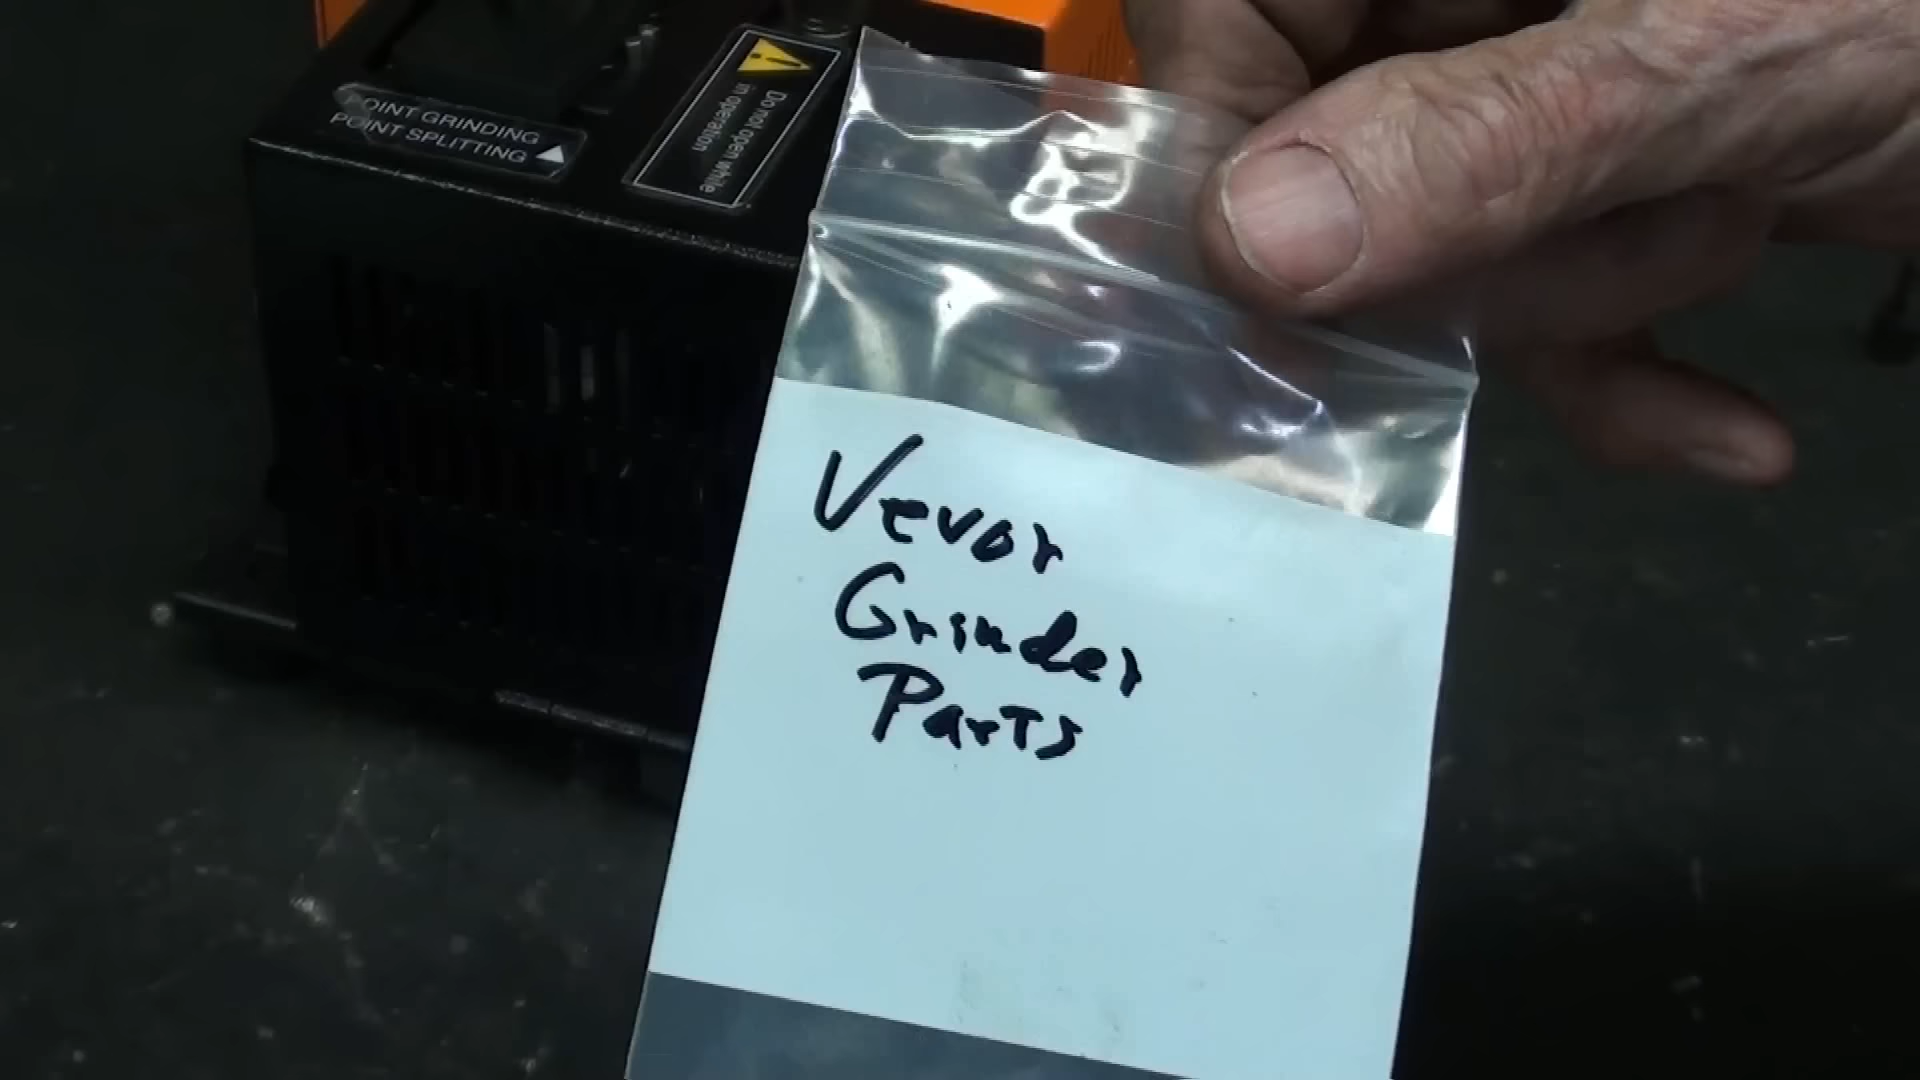 POINT GRINDING
POINT SPLITTING
Do not open while
in operation
Vevor
Grinder
Parts